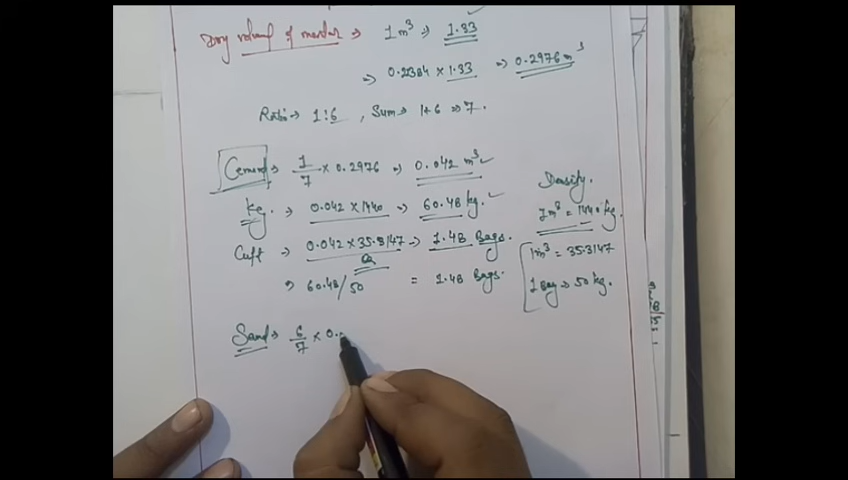 Dry volume of mortar ⇒ 1m³ ⇒ 1.33
⇒ 0.2384 × 1.33 ⇒ 0.2976 m³
Ratio → 1:6 , Sum → 1+6 ⇒ 7.
Cement → 1/7 × 0.2976 ⇒ 0.042 m³ ✓
Kg. → 0.042 × 1440 ⇒ 60.48 kg. ✓
Cuft → 0.042 × 35.3147 ⇒ 1.48 Bags.
⇒ 60.48/50 = 1.48 Bags.
Density.
1m³ = 1440 kg.
1m³ = 35.3147
1 Bag ⇒ 50 kg.
Sand → 6/7 × 0.